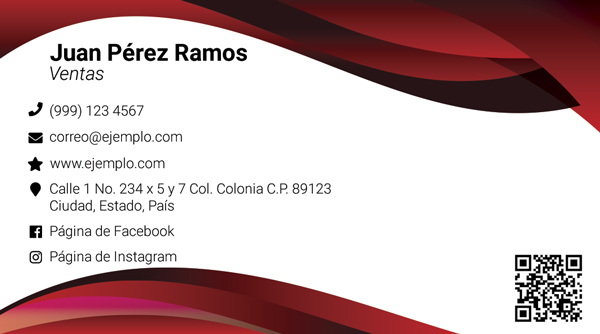 Juan Pérez Ramos
Ventas
(999) 123 4567
correo@ejemplo.com
www.ejemplo.com
Calle 1 No. 234 x 5 y 7 Col. Colonia C.P. 89123
Ciudad, Estado, País
Página de Facebook
Página de Instagram